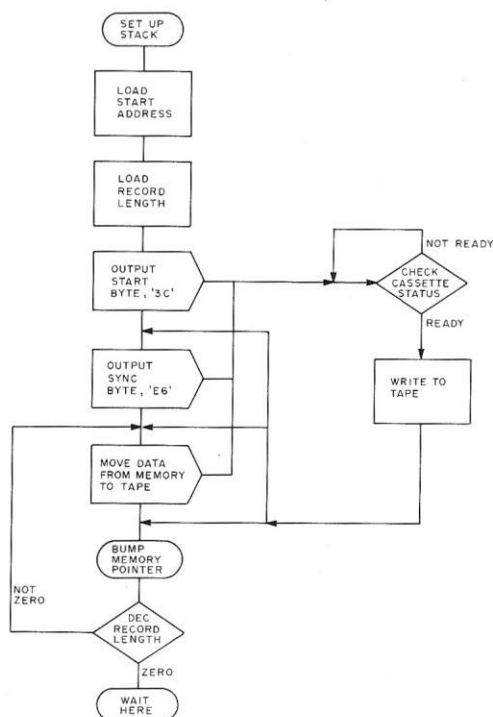 SET UP
STACK
LOAD
START
ADDRESS
LOAD
RECORD
LENGTH
OUTPUT
START
BYTE, '3C'
NOT READY
CHECK
CASSETTE
STATUS
READY
OUTPUT
SYNC
BYTE, 'E6'
WRITE TO
TAPE
MOVE DATA
FROM MEMORY
TO TAPE
BUMP
MEMORY
POINTER
NOT
ZERO
DEC
RECORD
LENGTH
ZERO
WAIT
HERE